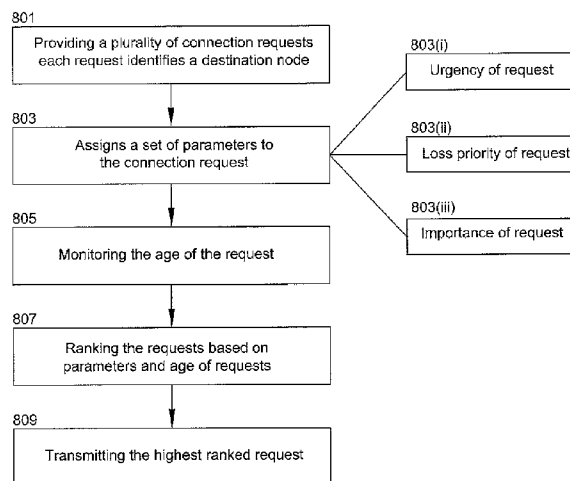 801
Providing a plurality of connection requests
each request identifies a destination node
803
Assigns a set of parameters to
the connection request
803(i)
Urgency of request
803(ii)
Loss priority of request
803(iii)
Importance of request
805
Monitoring the age of the request
807
Ranking the requests based on
parameters and age of requests
809
Transmitting the highest ranked request